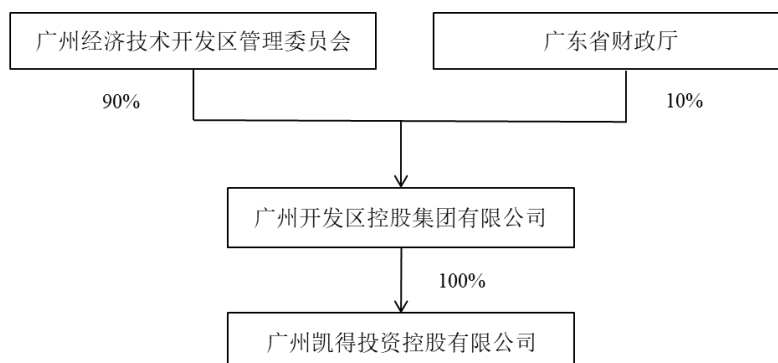 广州经济技术开发区管理委员会
广东省财政厅
90%
10%
广州开发区控股集团有限公司
100%
广州凯得投资控股有限公司